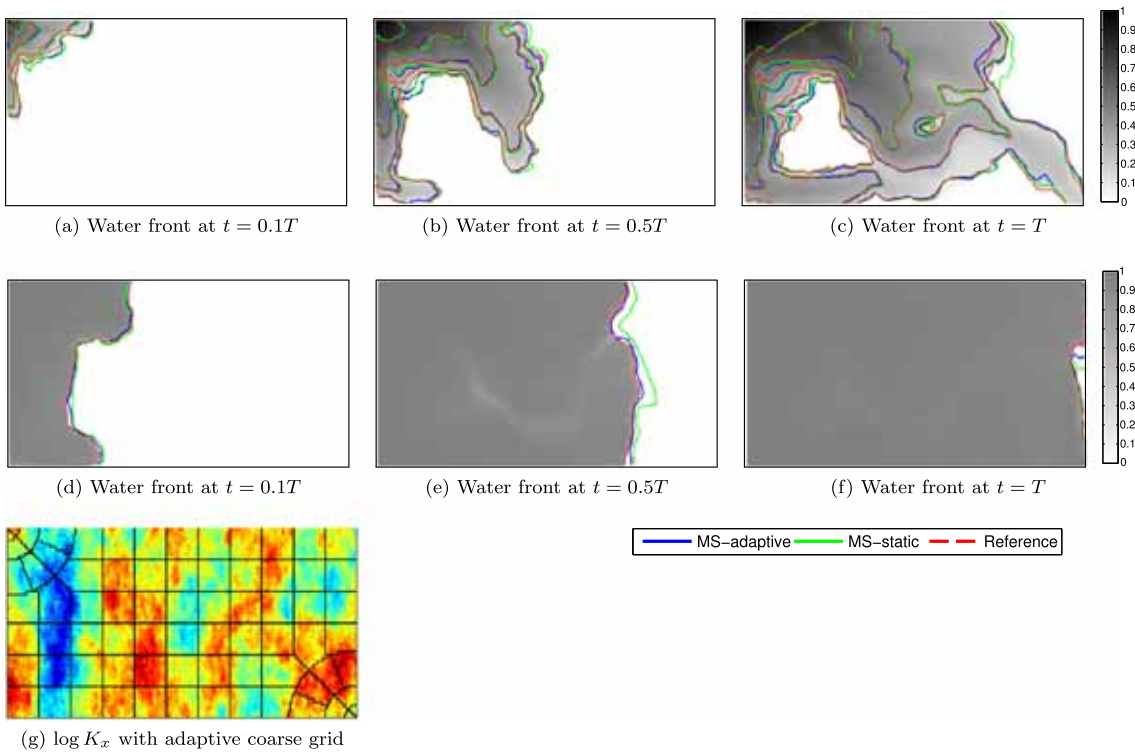 1
0.9
0.8
0.7
0.6
0.5
0.4
0.3
0.2
0.1
0
(a) Water front at t = 0.1T
(b) Water front at t = 0.5T
(c) Water front at t = T
1
0.9
0.8
0.7
0.6
0.5
0.4
0.3
0.2
0.1
0
(d) Water front at t = 0.1T
(e) Water front at t = 0.5T
(f) Water front at t = T
MS−adaptive MS−static Reference
(g) log Kₓ with adaptive coarse grid